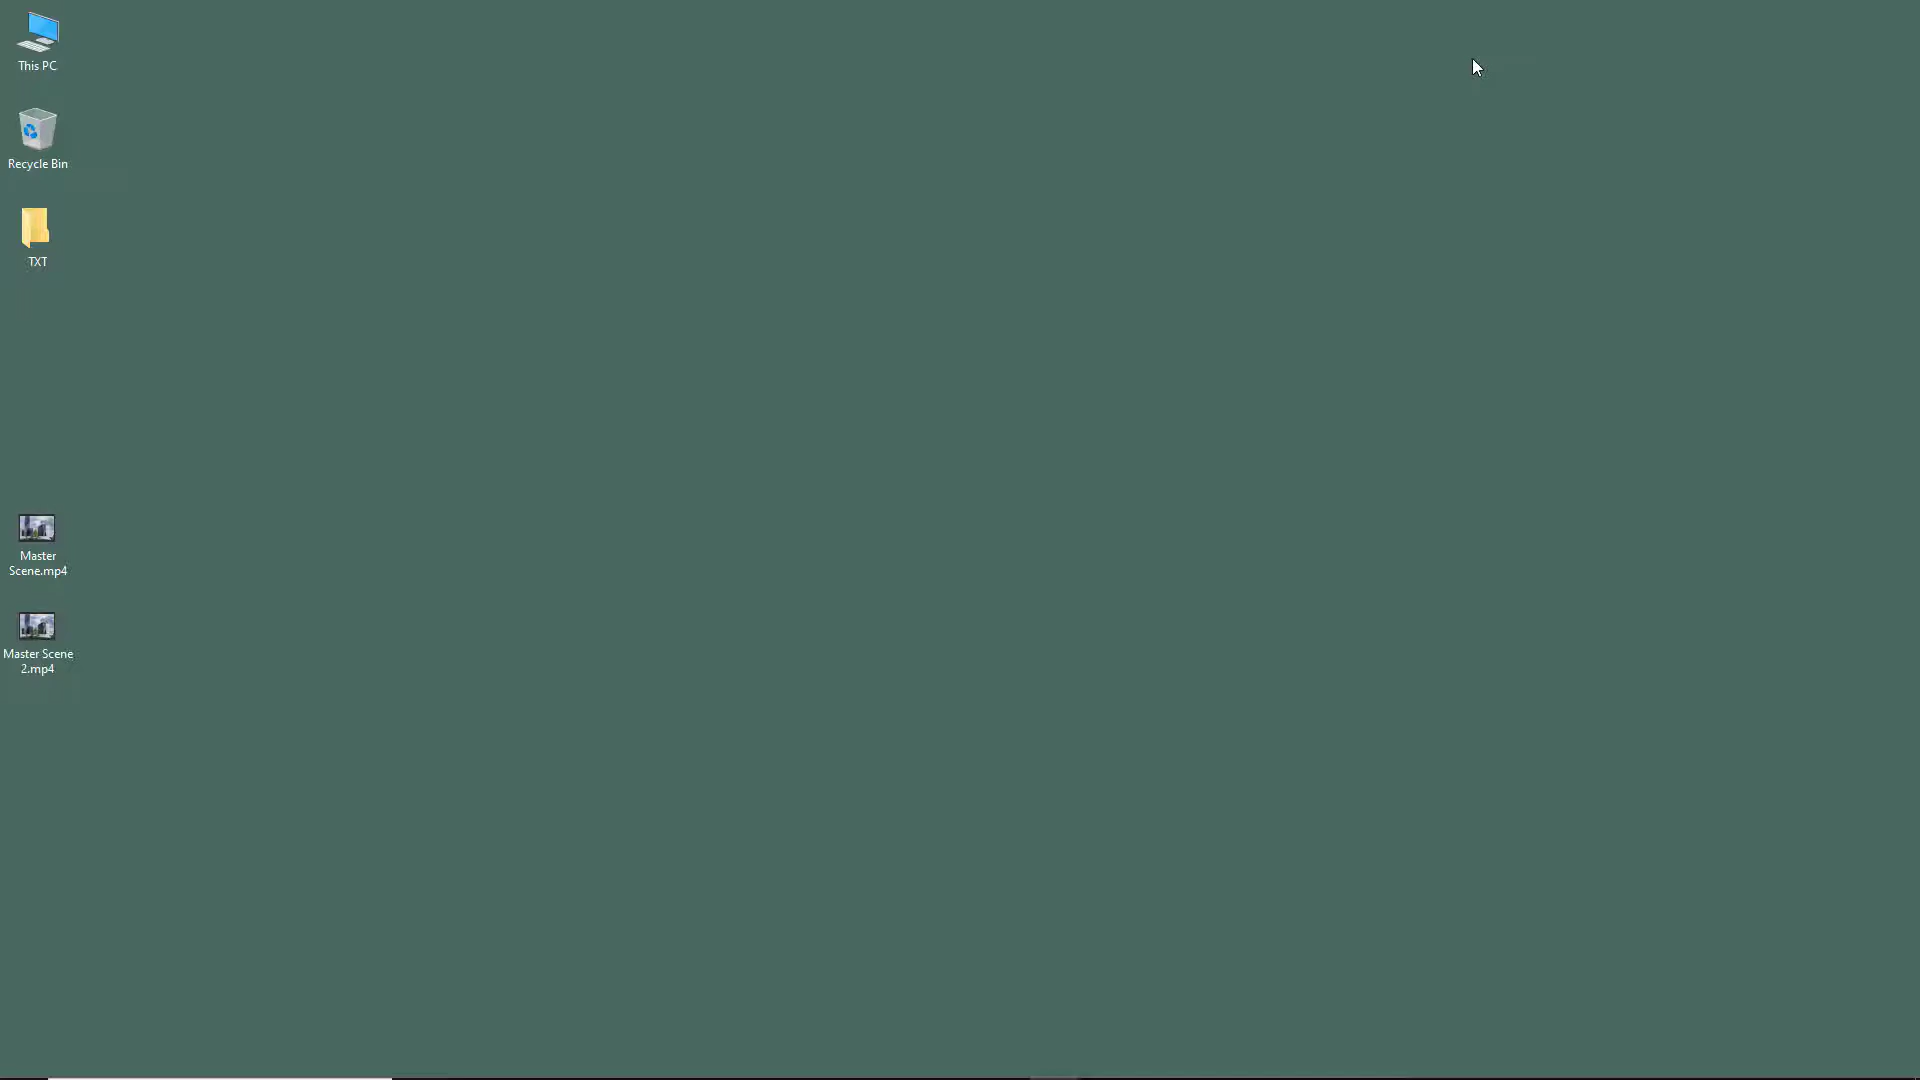 This PC
Recycle Bin
TXT
Master
Scene.mp4
Master Scene
2.mp4